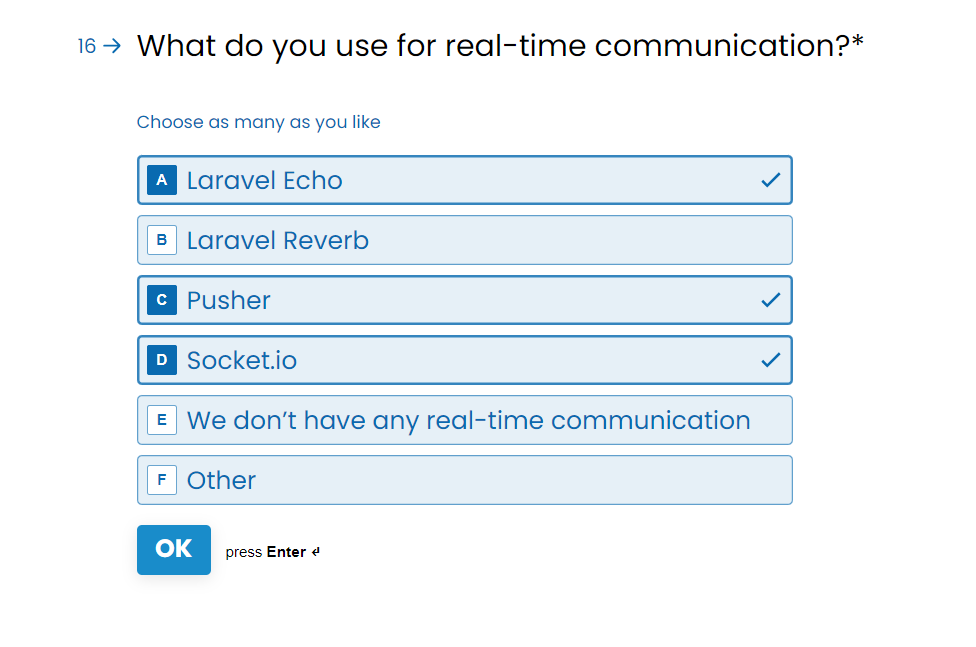 16 → What do you use for real-time communication?*
Choose as many as you like
A Laravel Echo
B Laravel Reverb
C Pusher
D Socket.io
E We don’t have any real-time communication
F Other
OK press Enter ↵